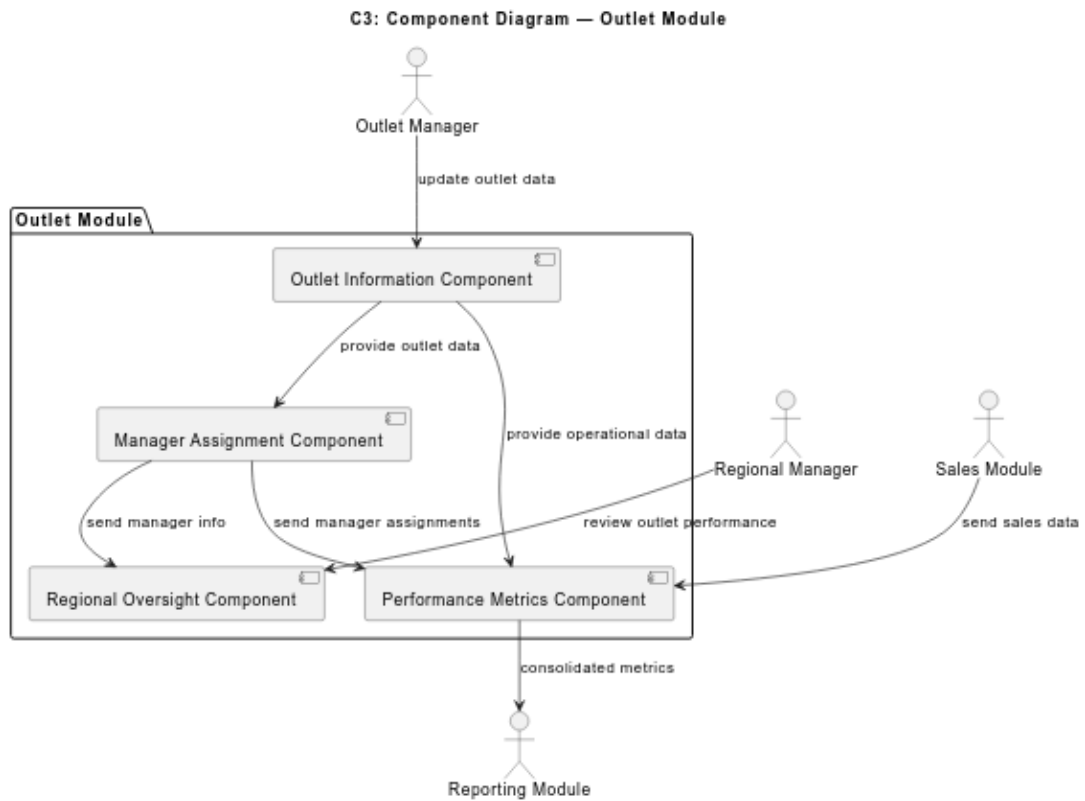 C3: Component Diagram — Outlet Module
Outlet Manager
update outlet data
Outlet Module
Outlet Information Component
provide outlet data
provide operational data
Manager Assignment Component
Regional Manager
Sales Module
send manager info
send manager assignments
review outlet performance
send sales data
Regional Oversight Component
Performance Metrics Component
consolidated metrics
Reporting Module